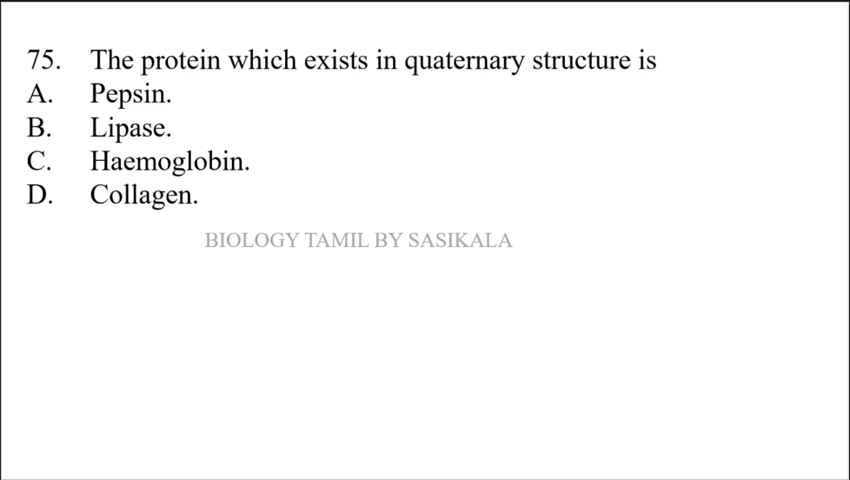 75. The protein which exists in quaternary structure is
A. Pepsin.
B. Lipase.
C. Haemoglobin.
D. Collagen.
BIOLOGY TAMIL BY SASIKALA